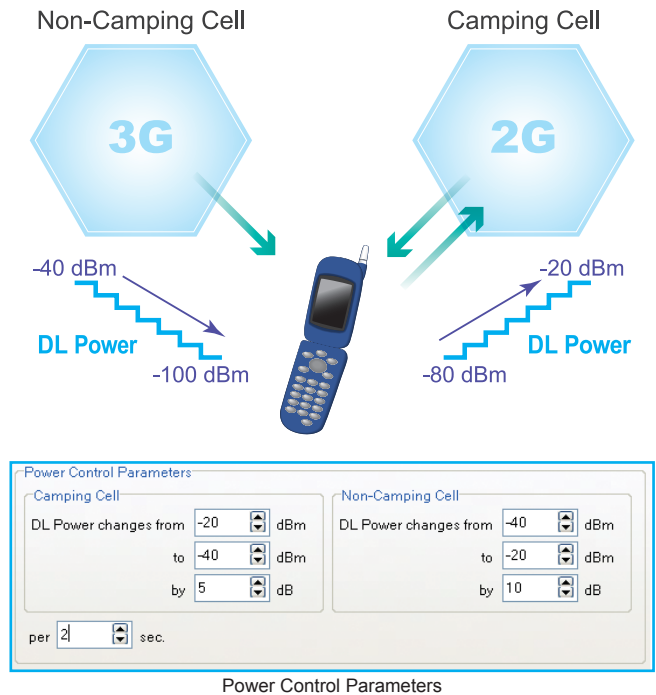 Non-Camping Cell
Camping Cell
3G
2G
-40 dBm
DL Power
-100 dBm
-20 dBm
DL Power
-80 dBm
Power Control Parameters
Camping Cell
DL Power changes from -20 dBm
to -40 dBm
by 5 dB
Non-Camping Cell
DL Power changes from -40 dBm
to -20 dBm
by 10 dB
per 2 sec.
Power Control Parameters